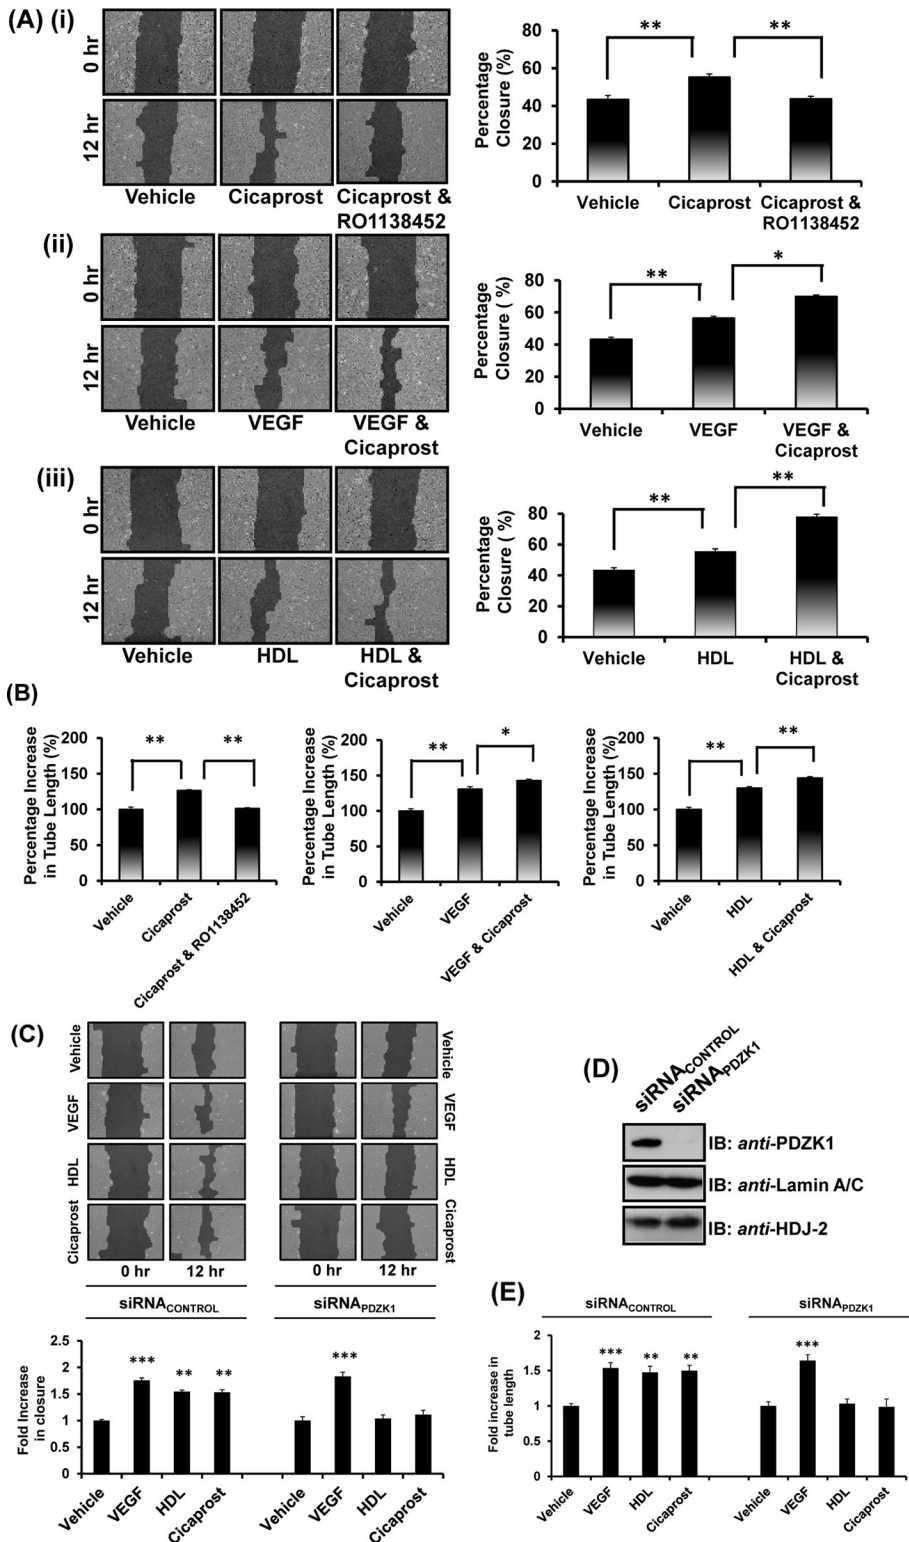 (A) (i)
0 hr
12 hr
Vehicle
Cicaprost
Cicaprost &
RO1138452
Percentage
Closure (%)
80
60
40
20
0
**
**
Vehicle
Cicaprost
Cicaprost &
RO1138452
(ii)
0 hr
12 hr
Vehicle
VEGF
VEGF &
Cicaprost
Percentage
Closure ( %)
80
60
40
20
0
**
*
Vehicle
VEGF
VEGF &
Cicaprost
(iii)
0 hr
12 hr
Vehicle
HDL
HDL &
Cicaprost
Percentage
Closure ( %)
80
60
40
20
0
**
**
Vehicle
HDL
HDL &
Cicaprost
(B)
Percentage Increase
in Tube Length (%)
200
150
100
50
0
**
**
Vehicle
Cicaprost
Cicaprost & RO1138452
Percentage Increase
in Tube Length (%)
200
150
100
50
0
**
*
Vehicle
VEGF
VEGF & Cicaprost
Percentage Increase
in Tube Length (%)
200
150
100
50
0
**
**
Vehicle
HDL
HDL & Cicaprost
(C)
Vehicle
VEGF
HDL
Cicaprost
Vehicle
VEGF
HDL
Cicaprost
0 hr
12 hr
0 hr
12 hr
siRNACONTROL
siRNAPDZK1
Fold Increase
in closure
2.5
2
1.5
1
0.5
0
***
**
**
***
Vehicle
VEGF
HDL
Cicaprost
Vehicle
VEGF
HDL
Cicaprost
(D)
siRNACONTROL
siRNAPDZK1
IB: anti-PDZK1
IB: anti-Lamin A/C
IB: anti-HDJ-2
(E)
siRNACONTROL
siRNAPDZK1
Fold increase in
tube length
2
1.5
1
0.5
0
***
**
**
***
Vehicle
VEGF
HDL
Cicaprost
Vehicle
VEGF
HDL
Cicaprost